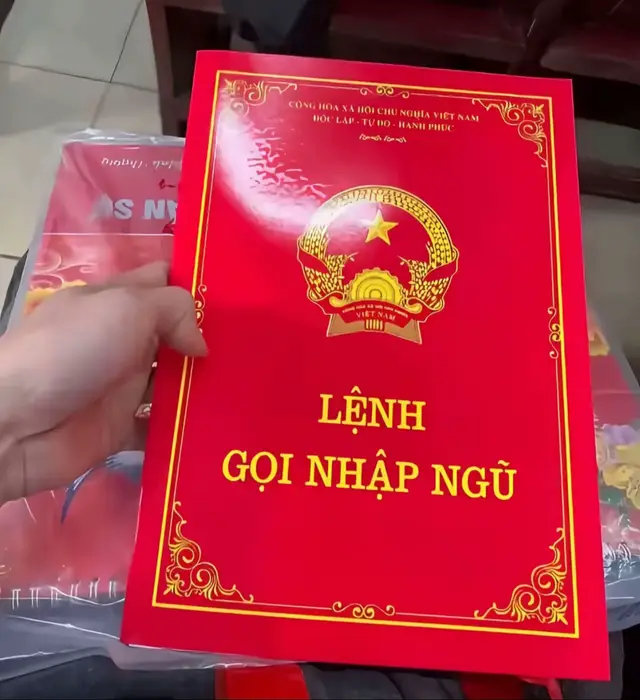 CỘNG HÒA XÃ HỘI CHỦ NGHĨA VIỆT NAM
ĐỘC LẬP - TỰ DO - HẠNH PHÚC
VIỆT NAM
LỆNH
GỌI NHẬP NGŨ